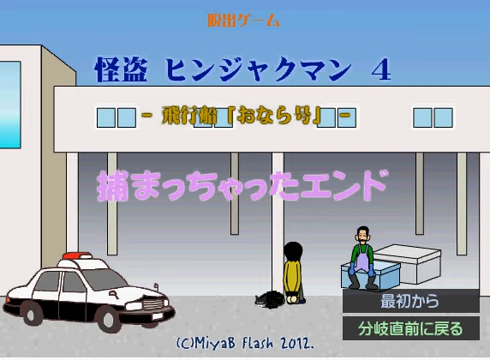 脱出ゲーム
怪盗 ヒンジャクマン 4
- 飛行船「おなら号」 -
捕まっちゃったエンド
最初から
分岐直前に戻る
(C)MiyaB Flash 2012.